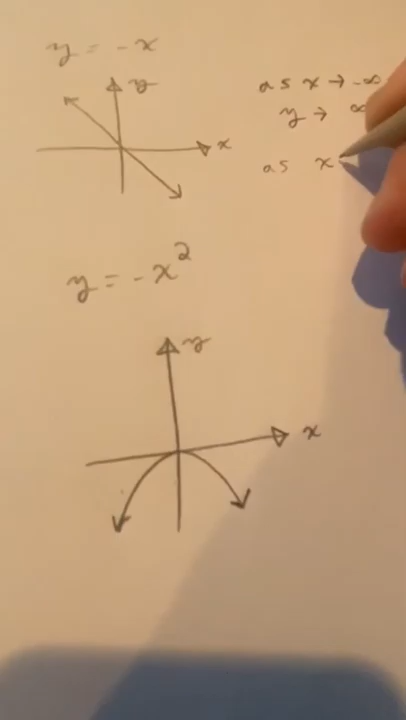 y = -x
y
x
as x → -∞
y → ∞
as x
y = -x²
y
x